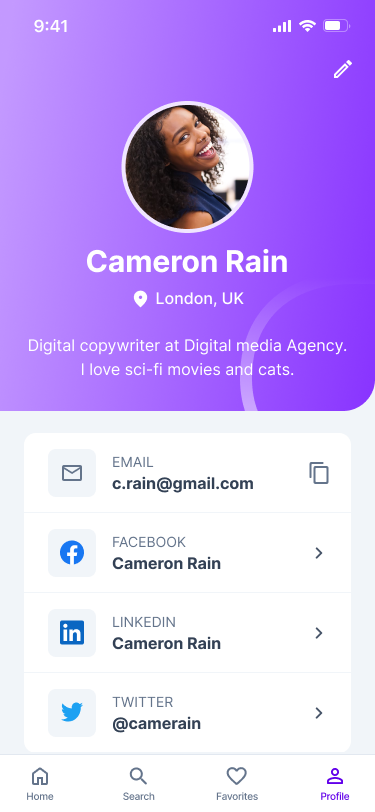 9:41
Cameron Rain
London, UK
Digital copywriter at Digital media Agency.
I love sci-fi movies and cats.
EMAIL
c.rain@gmail.com
FACEBOOK
Cameron Rain
LINKEDIN
Cameron Rain
TWITTER
@camerain
Home Search Favorites Profile